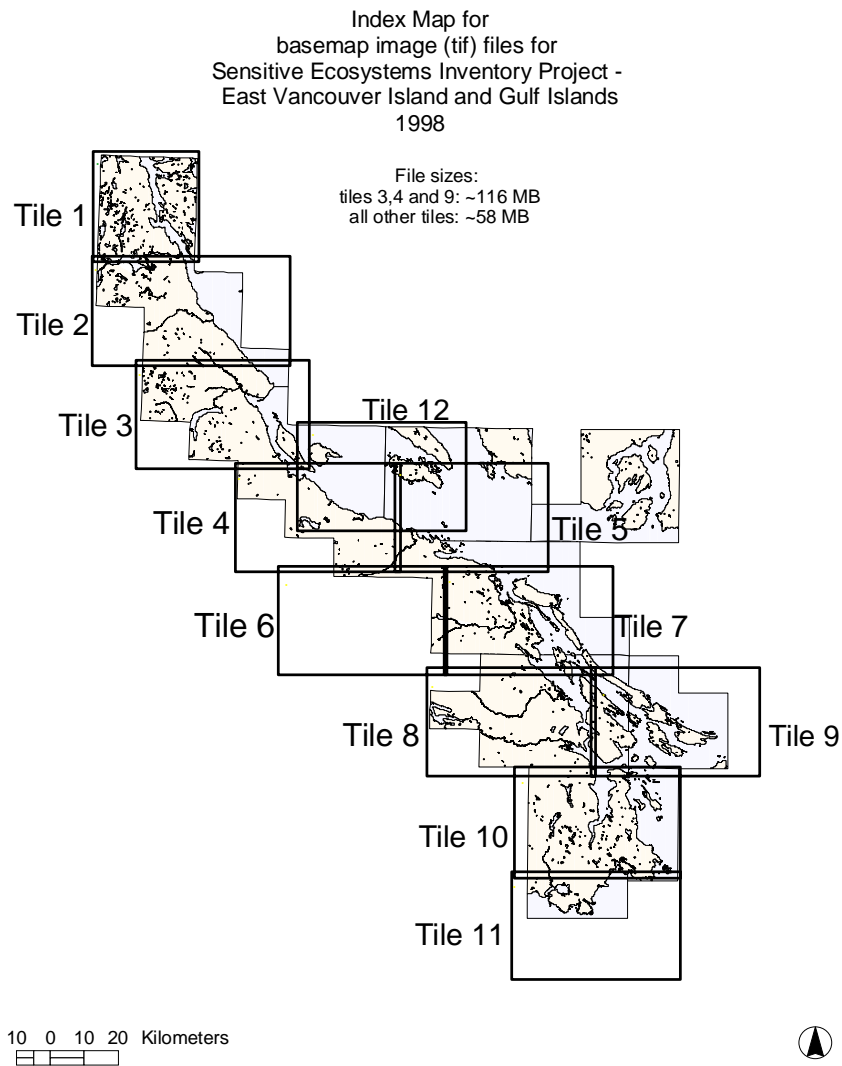 Index Map for
basemap image (tif) files for
Sensitive Ecosystems Inventory Project -
East Vancouver Island and Gulf Islands
1998
File sizes:
tiles 3,4 and 9: ~116 MB
all other tiles: ~58 MB
Tile 1
Tile 2
Tile 3
Tile 12
Tile 4
Tile 5
Tile 6
Tile 7
Tile 8
Tile 9
Tile 10
Tile 11
10 0 10 20 Kilometers